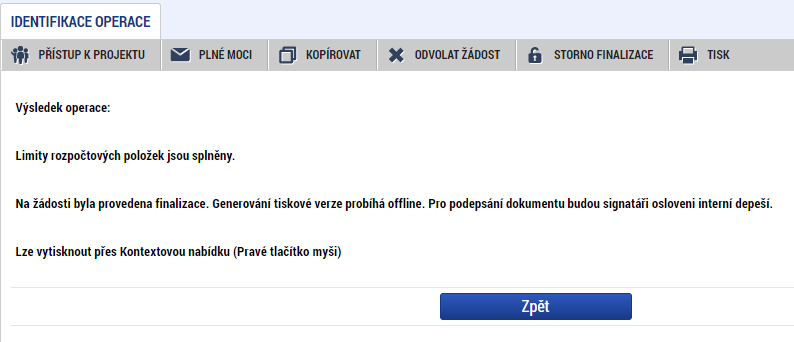 IDENTIFIKACE OPERACE
PŘÍSTUP K PROJEKTU PLNÉ MOCI KOPÍROVAT ODVOLAT ŽÁDOST STORNO FINALIZACE TISK
Výsledek operace:
Limity rozpočtových položek jsou splněny.
Na žádosti byla provedena finalizace. Generování tiskové verze probíhá offline. Pro podepsání dokumentu budou signatáři osloveni interní depeší.
Lze vytisknout přes Kontextovou nabídku (Pravé tlačítko myši)
Zpět